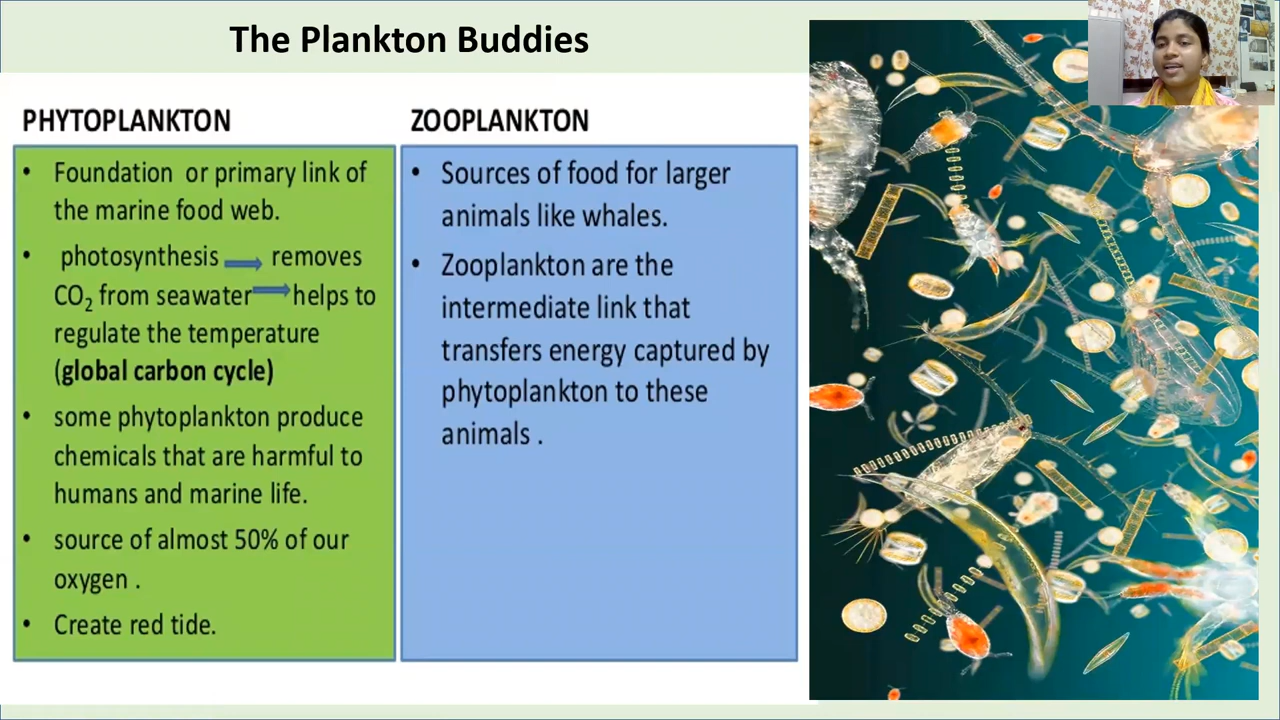 The Plankton Buddies
PHYTOPLANKTON
• Foundation or primary link of
the marine food web.
• photosynthesis removes
CO₂ from seawater helps to
regulate the temperature
(global carbon cycle)
• some phytoplankton produce
chemicals that are harmful to
humans and marine life.
• source of almost 50% of our
oxygen .
• Create red tide.
ZOOPLANKTON
• Sources of food for larger
animals like whales.
• Zooplankton are the
intermediate link that
transfers energy captured by
phytoplankton to these
animals .